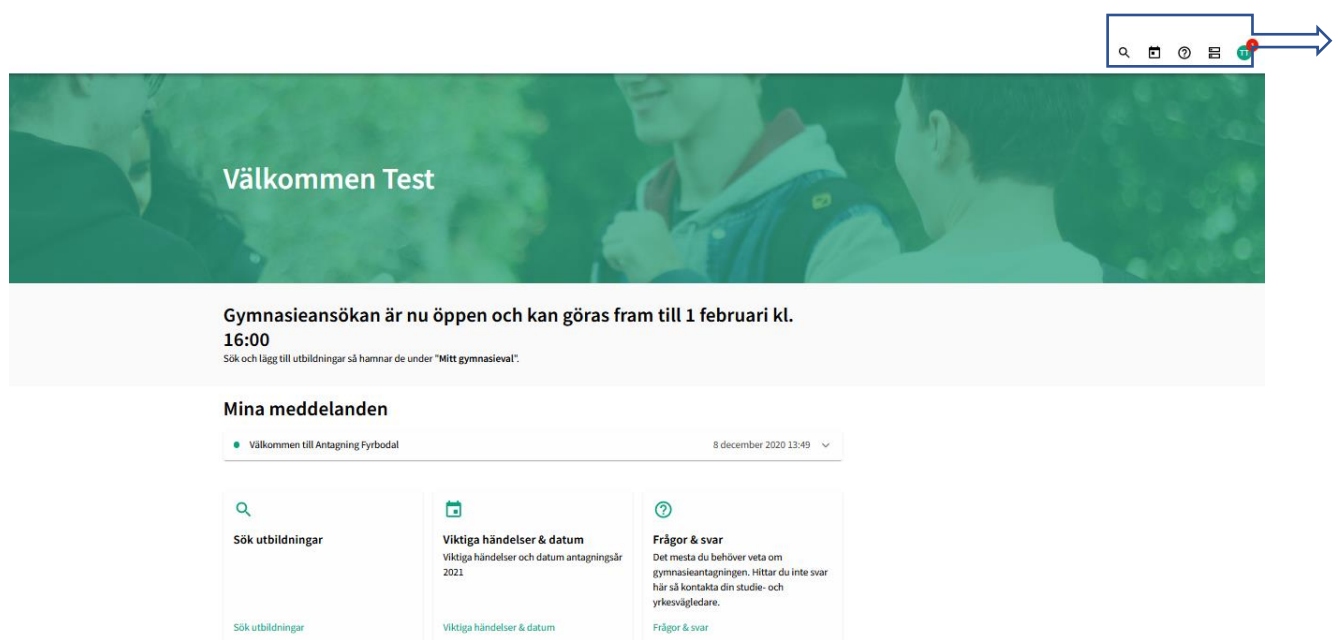 TT
Välkommen Test
Gymnasieansökan är nu öppen och kan göras fram till 1 februari kl.
16:00
Sök och lägg till utbildningar så hamnar de under "Mitt gymnasieval".
Mina meddelanden
Välkommen till Antagning Fyrbodal 8 december 2020 13:49
Sök utbildningar
Sök utbildningar
Viktiga händelser & datum
Viktiga händelser och datum antagningsår
2021
Viktiga händelser & datum
Frågor & svar
Det mesta du behöver veta om
gymnasieantagningen. Hittar du inte svar
här så kontakta din studie- och
yrkesvägledare.
Frågor & svar